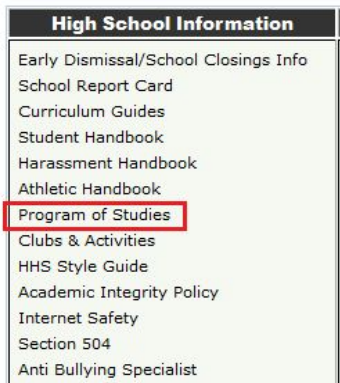 High School Information
Early Dismissal/School Closings Info
School Report Card
Curriculum Guides
Student Handbook
Harassment Handbook
Athletic Handbook
Program of Studies
Clubs & Activities
HHS Style Guide
Academic Integrity Policy
Internet Safety
Section 504
Anti Bullying Specialist